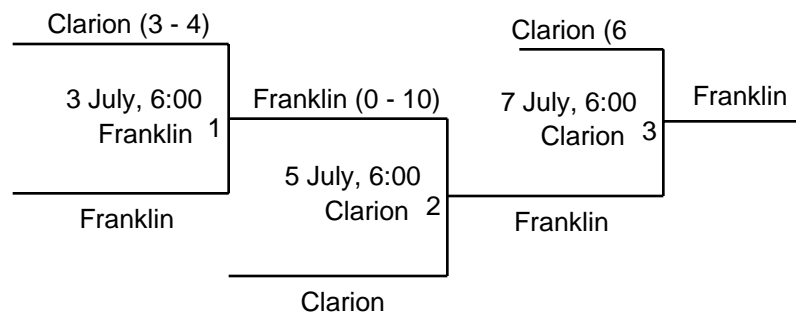 Clarion (3 - 4)
3 July, 6:00
Franklin 1
Franklin
Franklin (0 - 10)
5 July, 6:00
Clarion 2
Clarion
Clarion (6
7 July, 6:00
Clarion 3
Franklin
Franklin